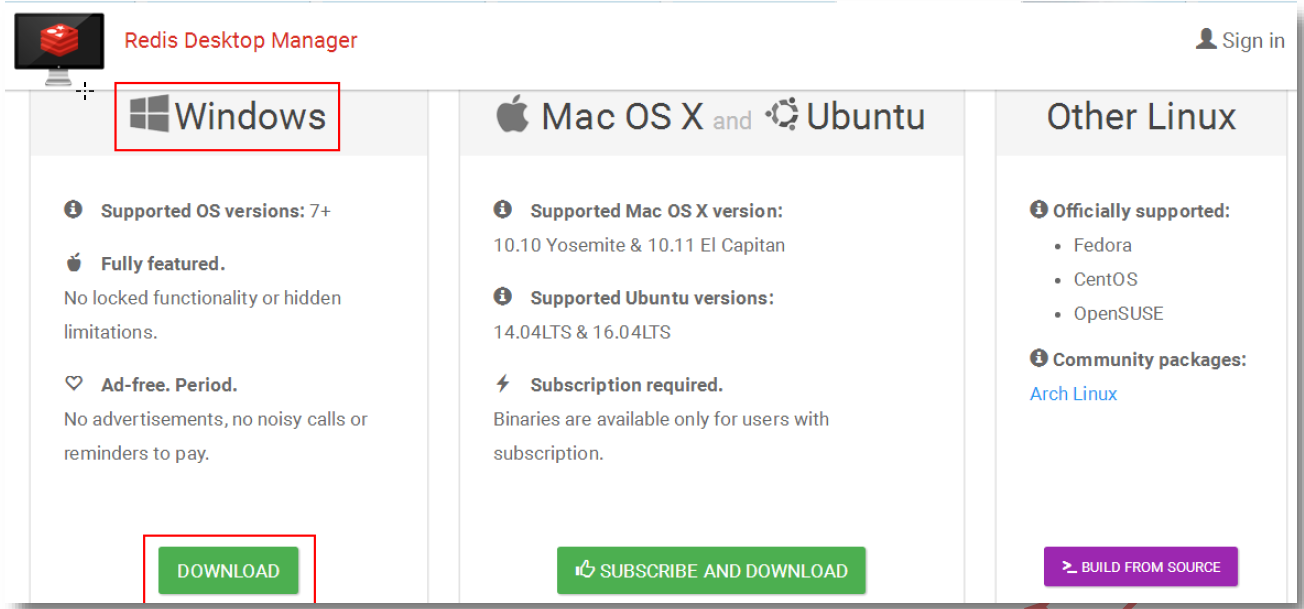 Redis Desktop Manager
Sign in
Windows
Supported OS versions: 7+
Fully featured.
No locked functionality or hidden
limitations.
Ad-free. Period.
No advertisements, no noisy calls or
reminders to pay.
DOWNLOAD
Mac OS X and Ubuntu
Supported Mac OS X version:
10.10 Yosemite & 10.11 El Capitan
Supported Ubuntu versions:
14.04LTS & 16.04LTS
Subscription required.
Binaries are available only for users with
subscription.
SUBSCRIBE AND DOWNLOAD
Other Linux
Officially supported:
• Fedora
• CentOS
• OpenSUSE
Community packages:
Arch Linux
BUILD FROM SOURCE